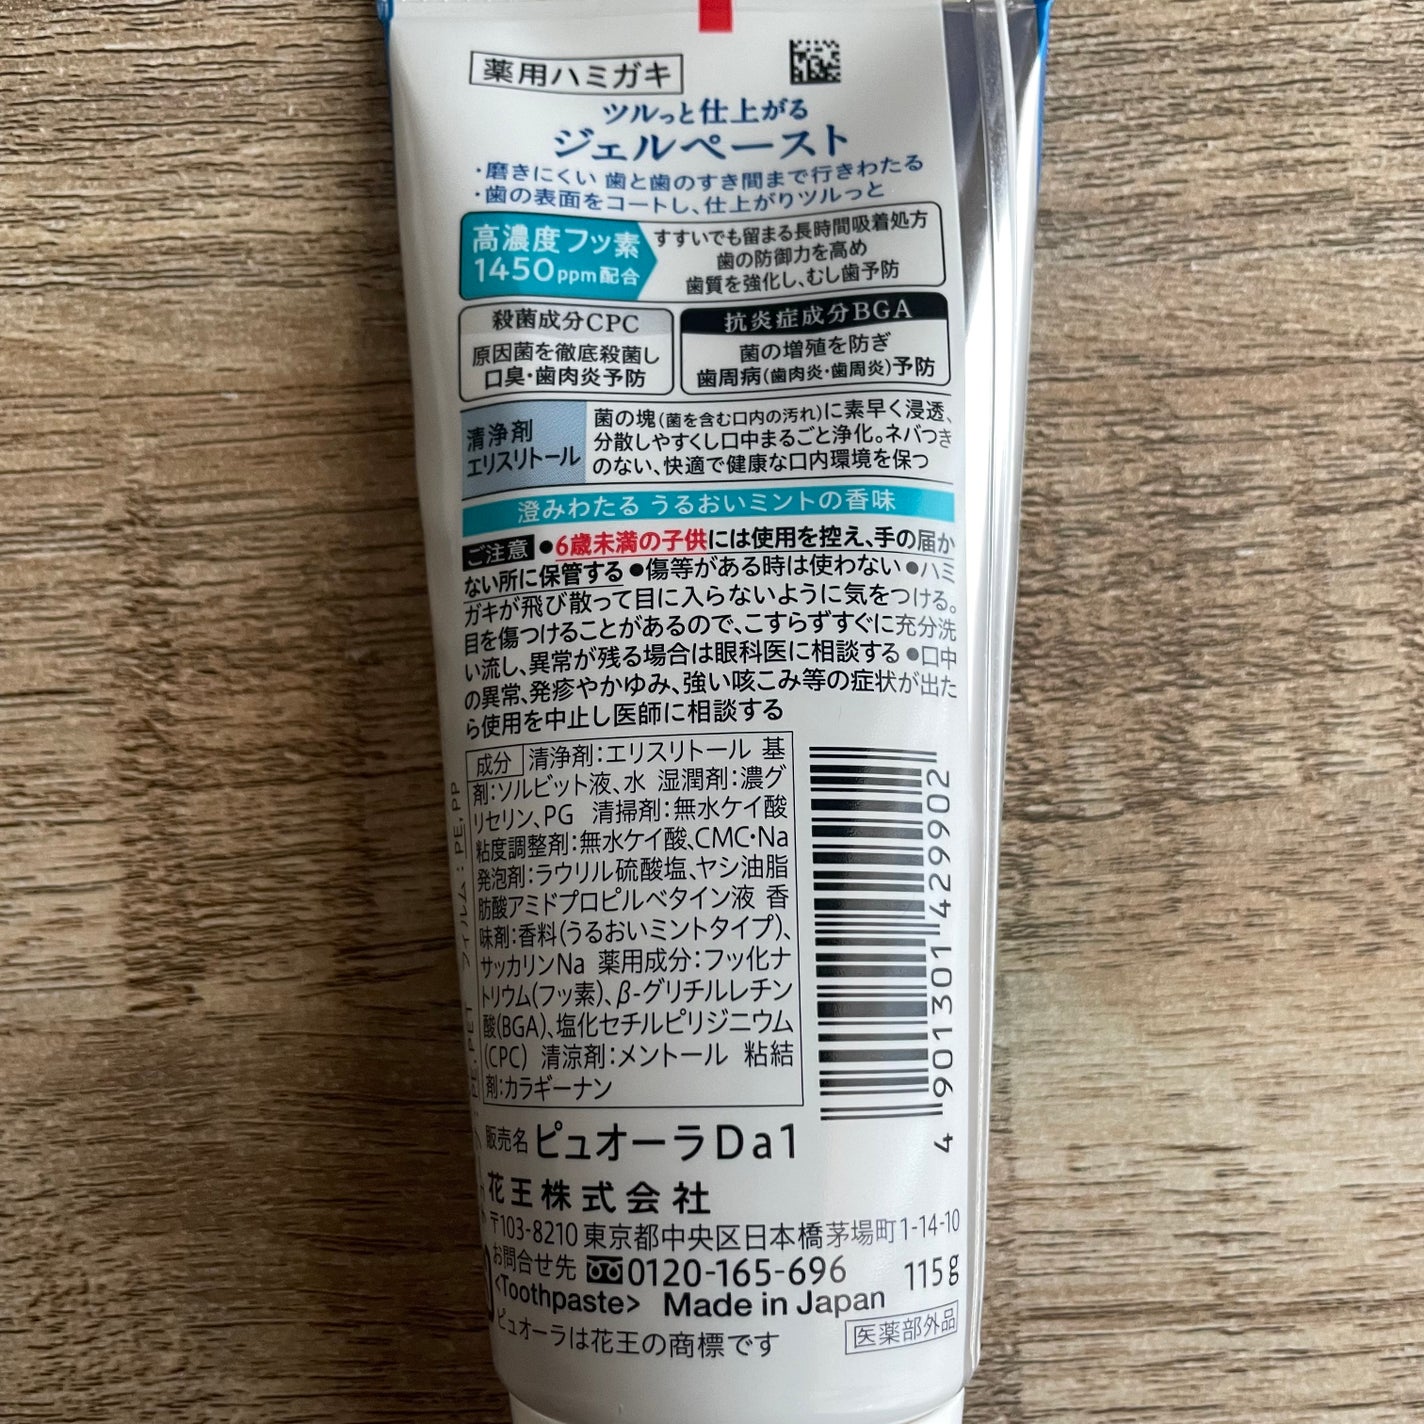 薬用ハミガキ
ツルっと仕上がる
ジェルペースト
・磨きにくい 歯と歯のすき間まで行きわたる
・歯の表面をコートし、仕上がりツルっと
高濃度フッ素
1450ppm配合
すすいでも留まる長時間吸着処方
歯の防御力を高め
歯質を強化し、むし歯予防
殺菌成分CPC
原因菌を徹底殺菌し
口臭・歯肉炎予防
抗炎症成分BGA
菌の増殖を防ぎ
歯周病(歯肉炎・歯周炎)予防
清浄剤
エリスリトール
菌の塊(菌を含む口内の汚れ)に素早く浸透、
分散しやすくし口中まるごと浄化。ネバつき
のない、快適で健康な口内環境を保つ
澄みわたる うるおいミントの香味
ご注意 ●6歳未満の子供には使用を控え、手の届か
ない所に保管する ●傷等がある時は使わない ●ハミ
ガキが飛び散って目に入らないように気をつける。
目を傷つけることがあるので、こすらずすぐに充分洗
い流し、異常が残る場合は眼科医に相談する ●口中
の異常、発疹やかゆみ、強い咳こみ等の症状が出た
ら使用を中止し医師に相談する
成分 清浄剤:エリスリトール 基
剤:ソルビット液、水 湿潤剤:濃グ
リセリン、PG 清掃剤:無水ケイ酸
粘度調整剤:無水ケイ酸、CMC・Na
発泡剤:ラウリル硫酸塩、ヤシ油脂
肪酸アミドプロピルベタイン液 香
味剤:香料(うるおいミントタイプ)、
サッカリンNa 薬用成分:フッ化ナ
トリウム(フッ素)、β-グリチルレチン
酸(BGA)、塩化セチルピリジニウム
(CPC) 清涼剤:メントール 粘結
剤:カラギーナン
4 901301 429902
販売名 ピュオーラDa1
花王株式会社
〒103-8210 東京都中央区日本橋茅場町1-14-10
お問合せ先 0120-165-696 115g
<Toothpaste> Made in Japan
ピュオーラは花王の商標です
医薬部外品
フィルム:PE,PP
PET